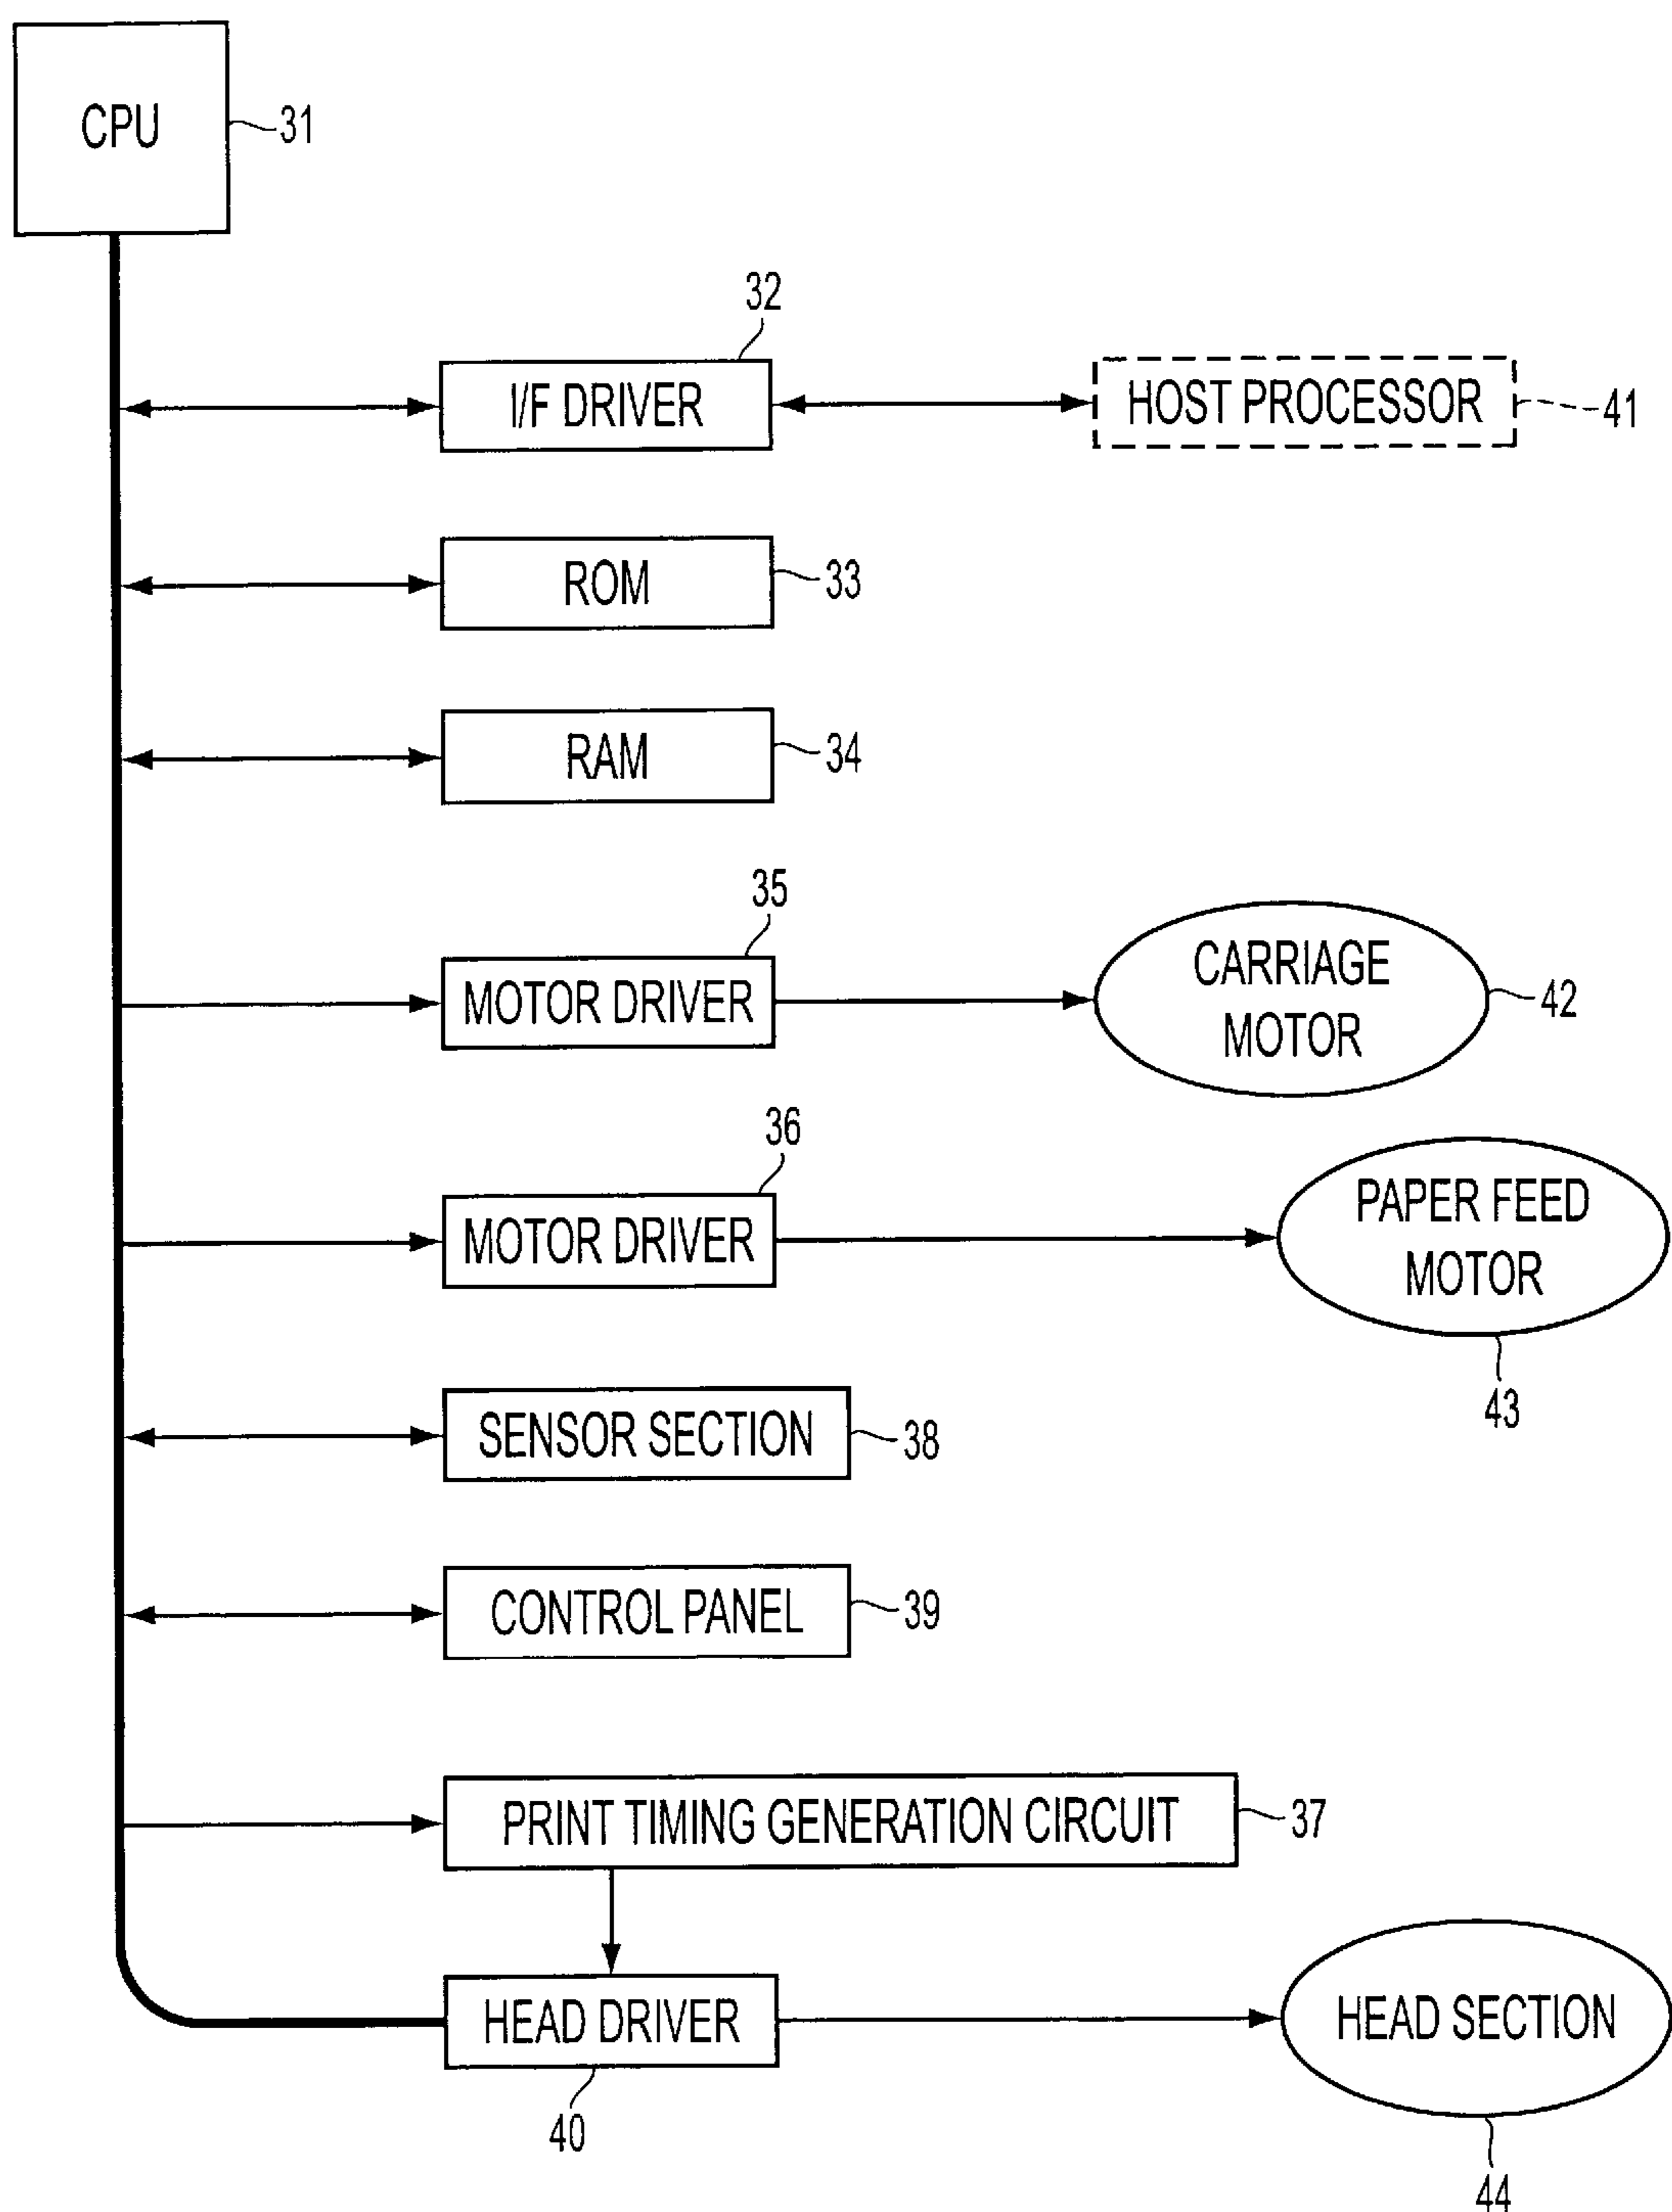 CPU
31
32
I/F DRIVER
HOST PROCESSOR
41
ROM
33
RAM
34
35
MOTOR DRIVER
CARRIAGE
MOTOR
42
36
MOTOR DRIVER
PAPER FEED
MOTOR
43
SENSOR SECTION
38
CONTROL PANEL
39
PRINT TIMING GENERATION CIRCUIT
37
HEAD DRIVER
40
HEAD SECTION
44